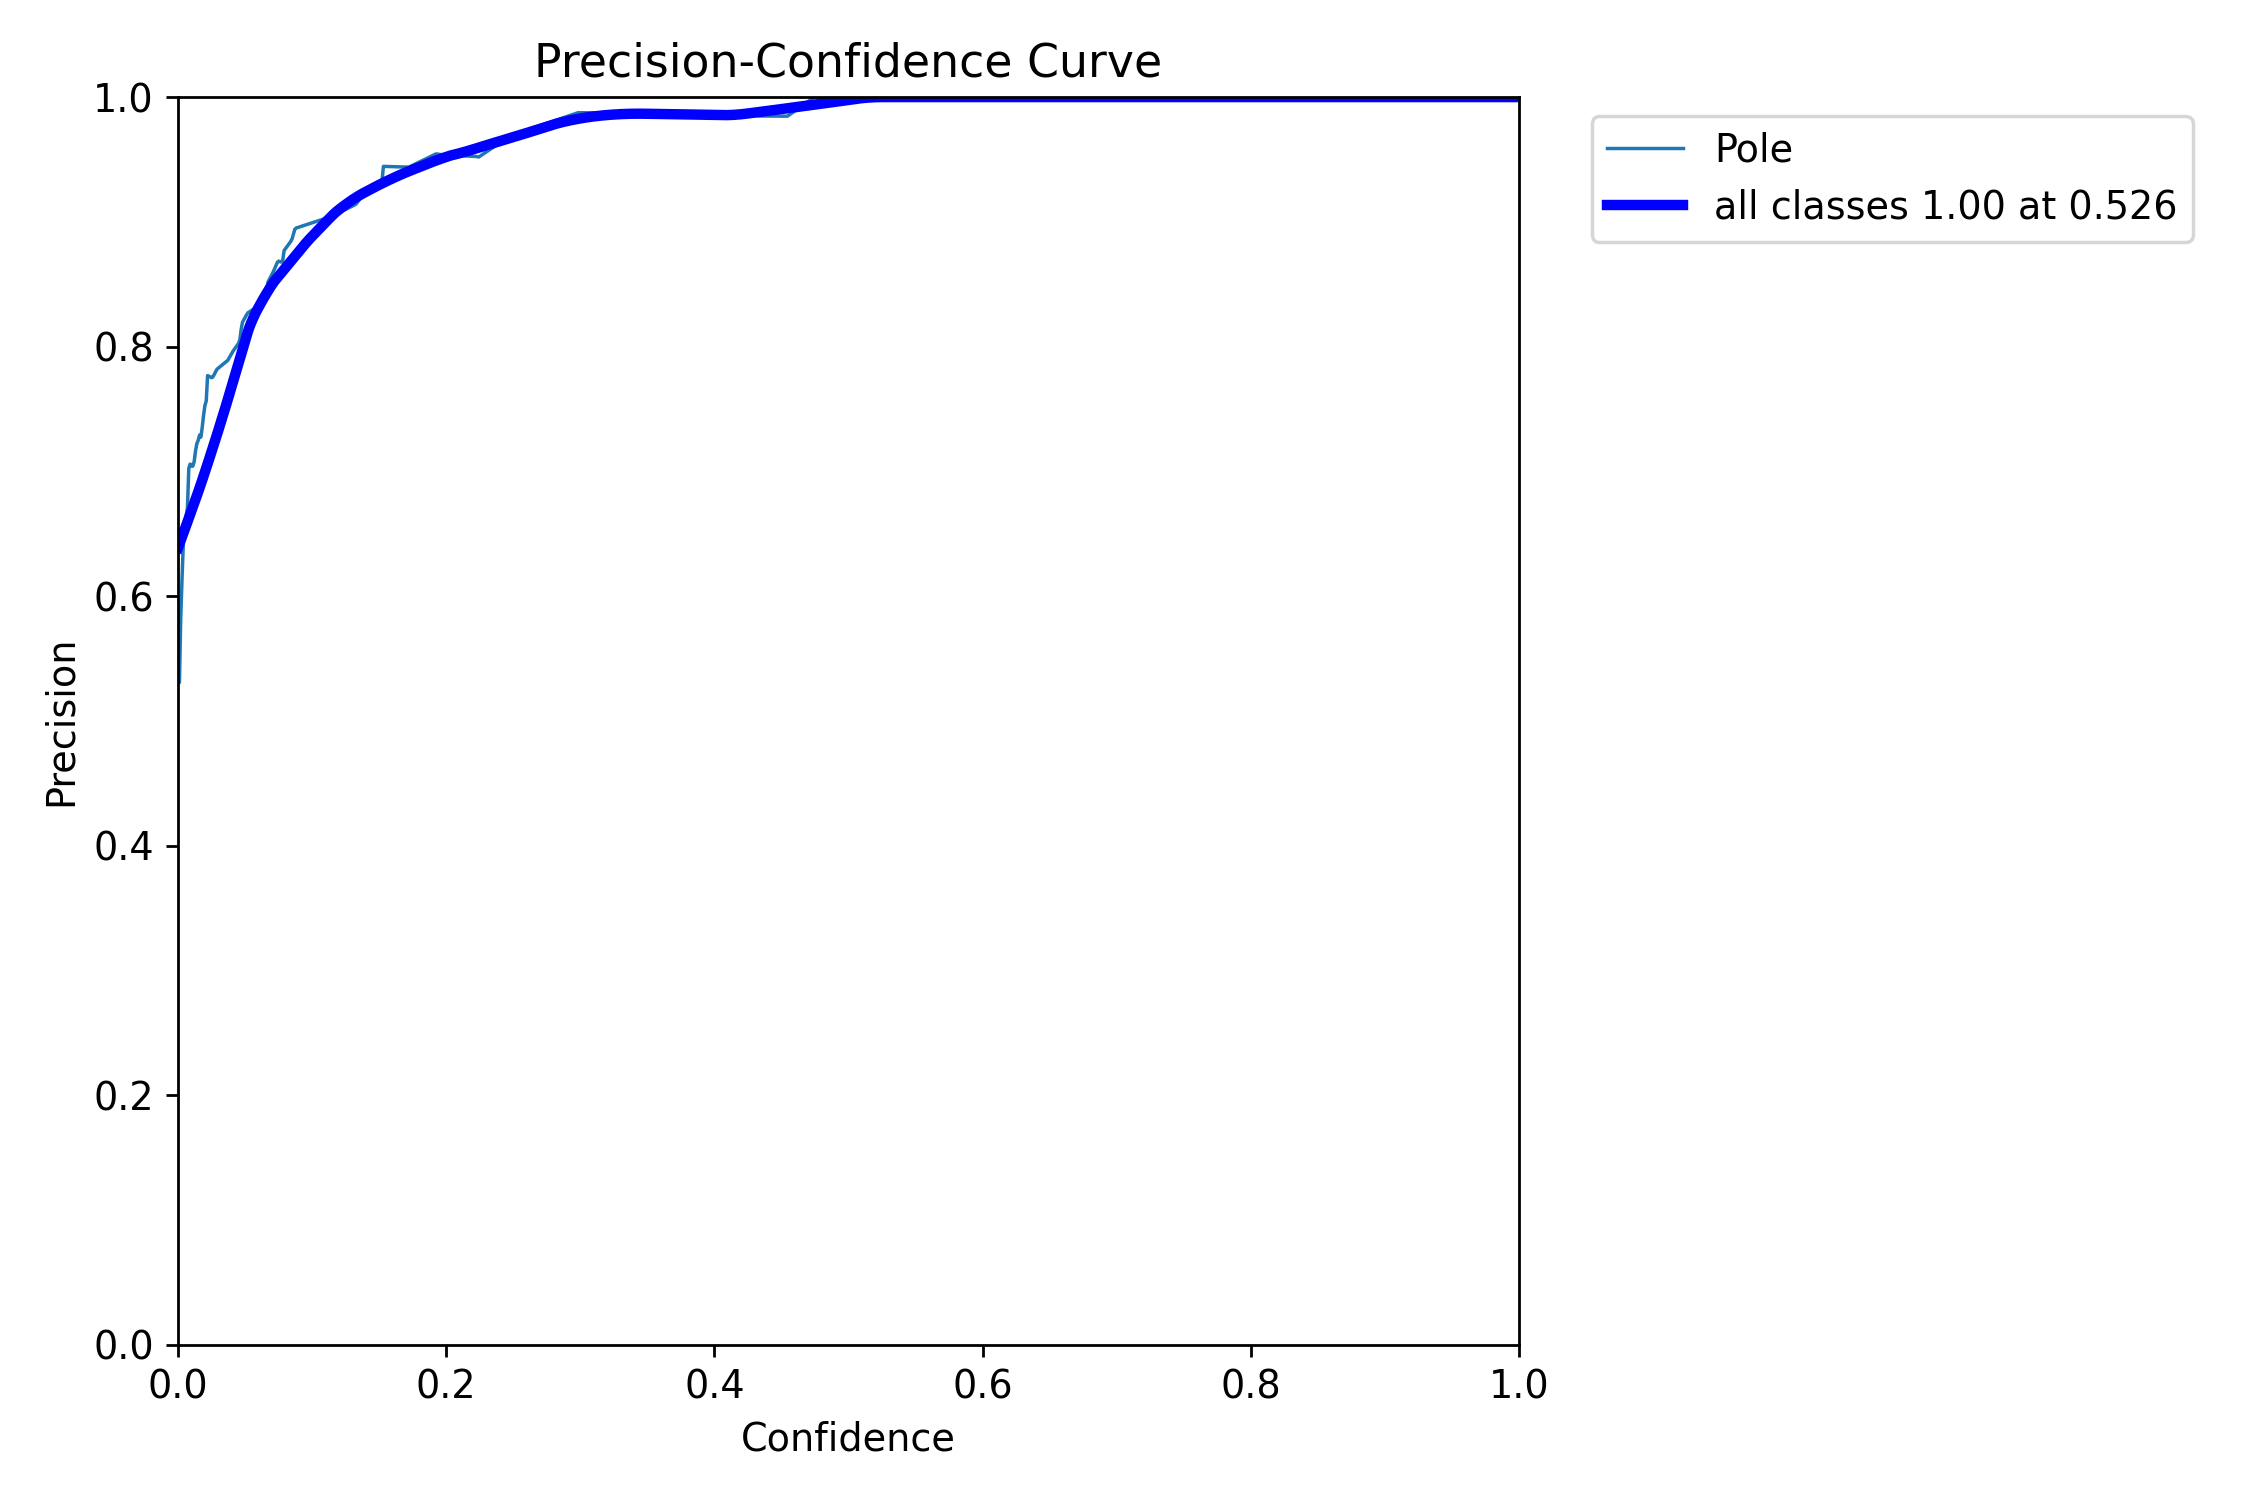 Precision-Confidence Curve
1.0
0.8
0.6
0.4
0.2
0.0
Precision
0.0 0.2 0.4 0.6 0.8 1.0
Confidence
Pole
all classes 1.00 at 0.526